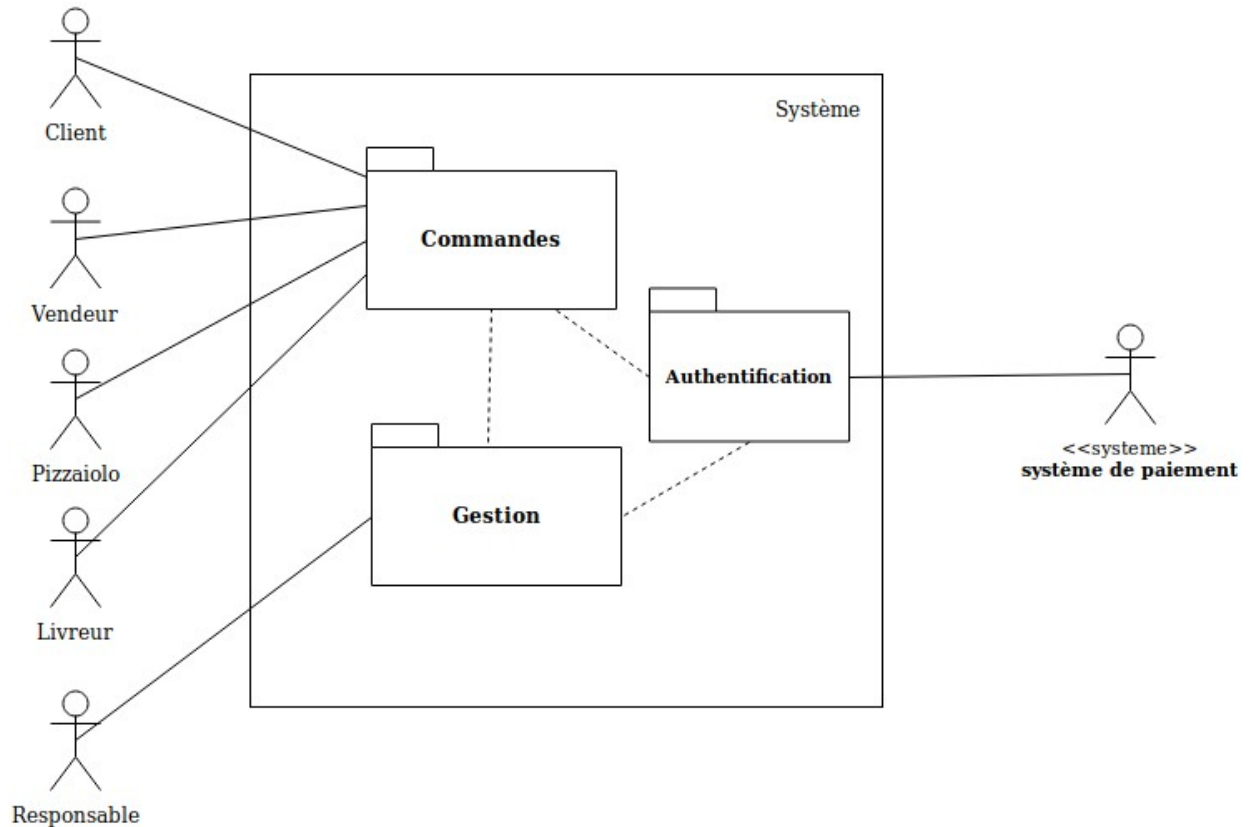 Client
Système
Commandes
Vendeur
Authentification
<<systeme>>
système de paiement
Pizzaiolo
Gestion
Livreur
Responsable